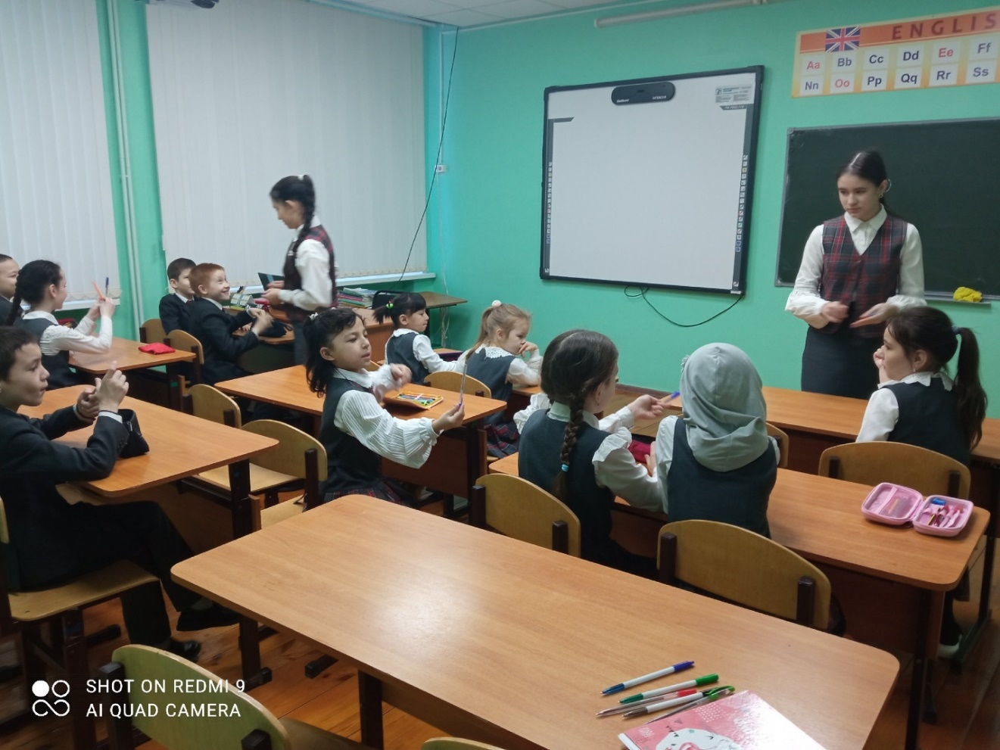 ENGLIS
Aa Bb Cc Dd Ee Ff
Nn Oo Pp Qq Rr Ss
HITACHI
SHOT ON REDMI 9
AI QUAD CAMERA